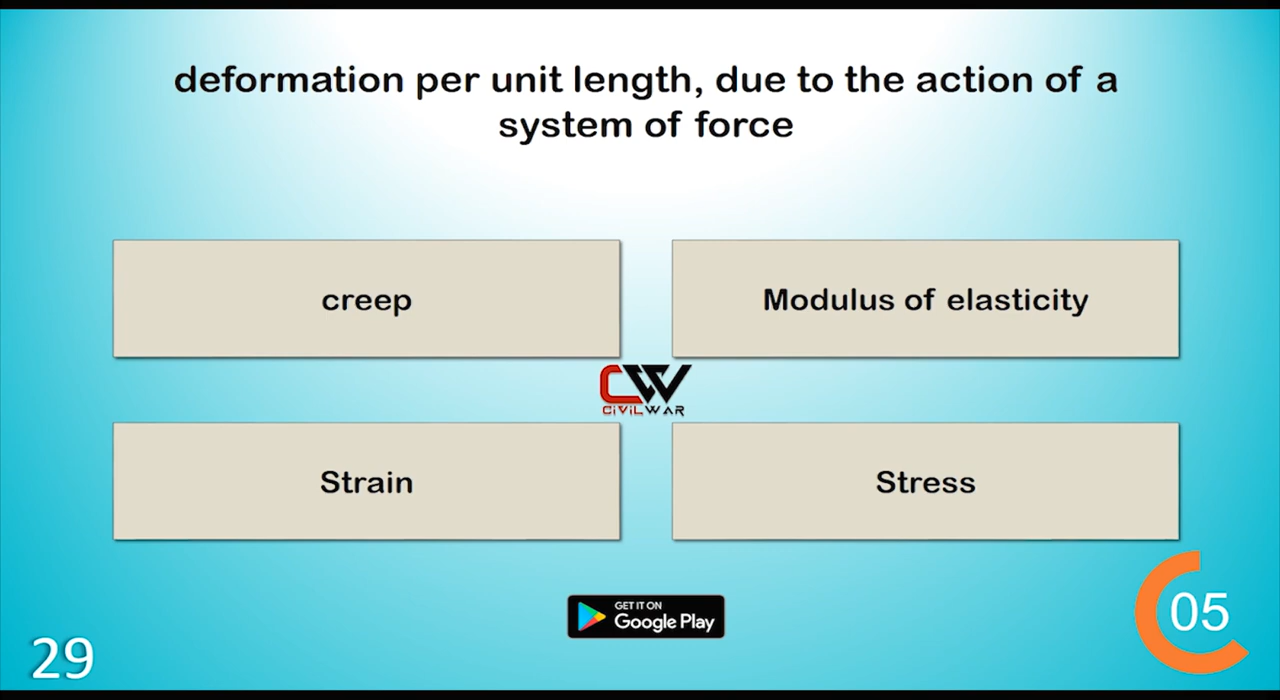 deformation per unit length, due to the action of a
system of force
creep
Modulus of elasticity
CW
CiViLWAR
Strain
Stress
GET IT ON
Google Play
05
29